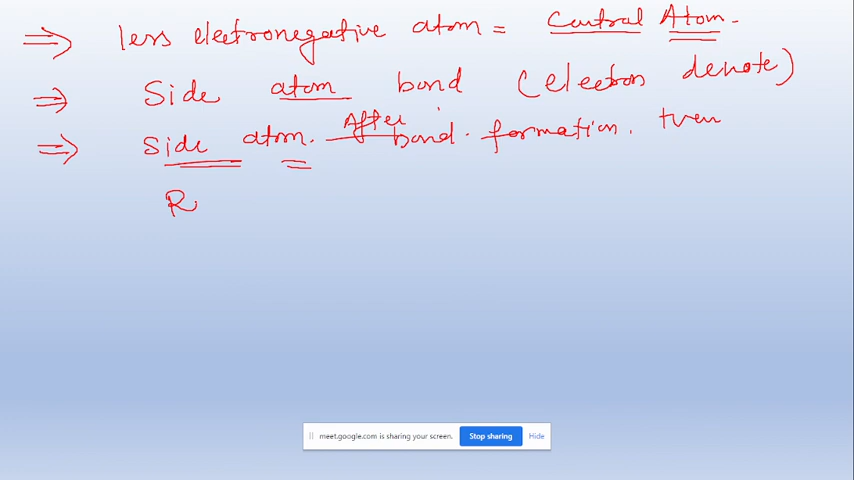 ⇒ less electronegative atom = Central Atom.
⇒ Side atom bond (electron denote)
⇒ Side atom. After bond. formation. then
R
meet.google.com is sharing your screen. Stop sharing Hide